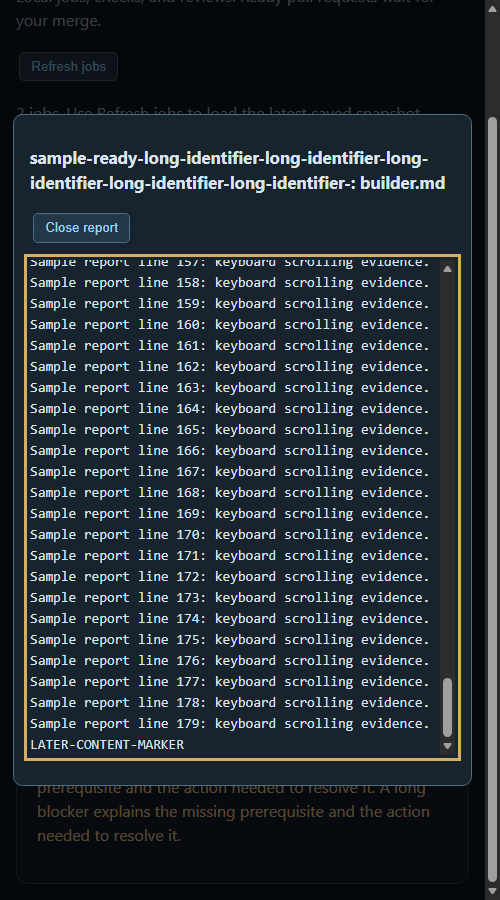 Local jobs, checks, and reviews. Ready pull requests wait for
your merge.
Refresh jobs
2 jobs. Use Refresh jobs to load the latest saved snapshot.
sample-ready-long-identifier-long-identifier-long-
identifier-long-identifier-long-identifier-: builder.md
Close report
Sample report line 157: keyboard scrolling evidence.
Sample report line 158: keyboard scrolling evidence.
Sample report line 159: keyboard scrolling evidence.
Sample report line 160: keyboard scrolling evidence.
Sample report line 161: keyboard scrolling evidence.
Sample report line 162: keyboard scrolling evidence.
Sample report line 163: keyboard scrolling evidence.
Sample report line 164: keyboard scrolling evidence.
Sample report line 165: keyboard scrolling evidence.
Sample report line 166: keyboard scrolling evidence.
Sample report line 167: keyboard scrolling evidence.
Sample report line 168: keyboard scrolling evidence.
Sample report line 169: keyboard scrolling evidence.
Sample report line 170: keyboard scrolling evidence.
Sample report line 171: keyboard scrolling evidence.
Sample report line 172: keyboard scrolling evidence.
Sample report line 173: keyboard scrolling evidence.
Sample report line 174: keyboard scrolling evidence.
Sample report line 175: keyboard scrolling evidence.
Sample report line 176: keyboard scrolling evidence.
Sample report line 177: keyboard scrolling evidence.
Sample report line 178: keyboard scrolling evidence.
Sample report line 179: keyboard scrolling evidence.
LATER-CONTENT-MARKER
prerequisite and the action needed to resolve it. A long
blocker explains the missing prerequisite and the action
needed to resolve it.